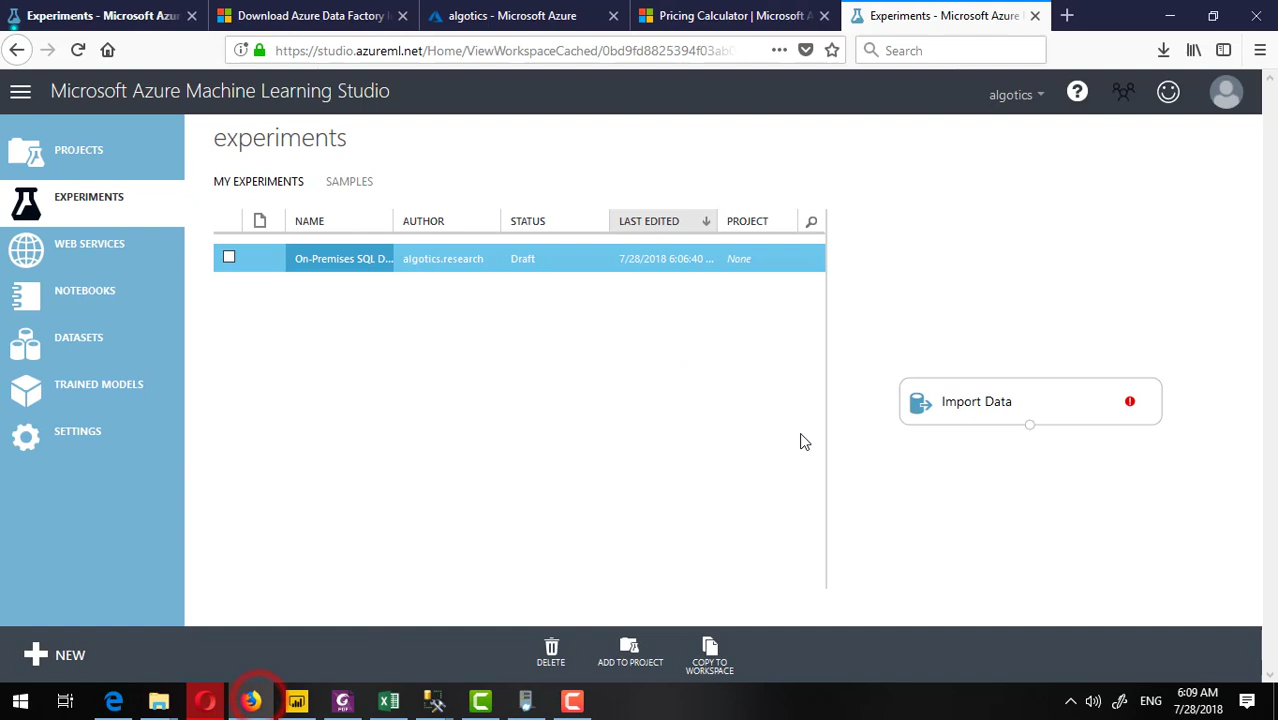 Experiments - Microsoft Azur
Download Azure Data Factory I
algotics - Microsoft Azure
Pricing Calculator | Microsoft A
Experiments - Microsoft Azure
https://studio.azureml.net/Home/ViewWorkspaceCached/0bd9fd8825394f03ab0
Search
Microsoft Azure Machine Learning Studio
algotics
PROJECTS
EXPERIMENTS
WEB SERVICES
NOTEBOOKS
DATASETS
TRAINED MODELS
SETTINGS
experiments
MY EXPERIMENTS SAMPLES
NAME AUTHOR STATUS LAST EDITED PROJECT
On-Premises SQL D... algotics.research Draft 7/28/2018 6:06:40 ... None
Import Data
NEW
DELETE
ADD TO PROJECT
COPY TO
WORKSPACE
ENG
6:09 AM
7/28/2018